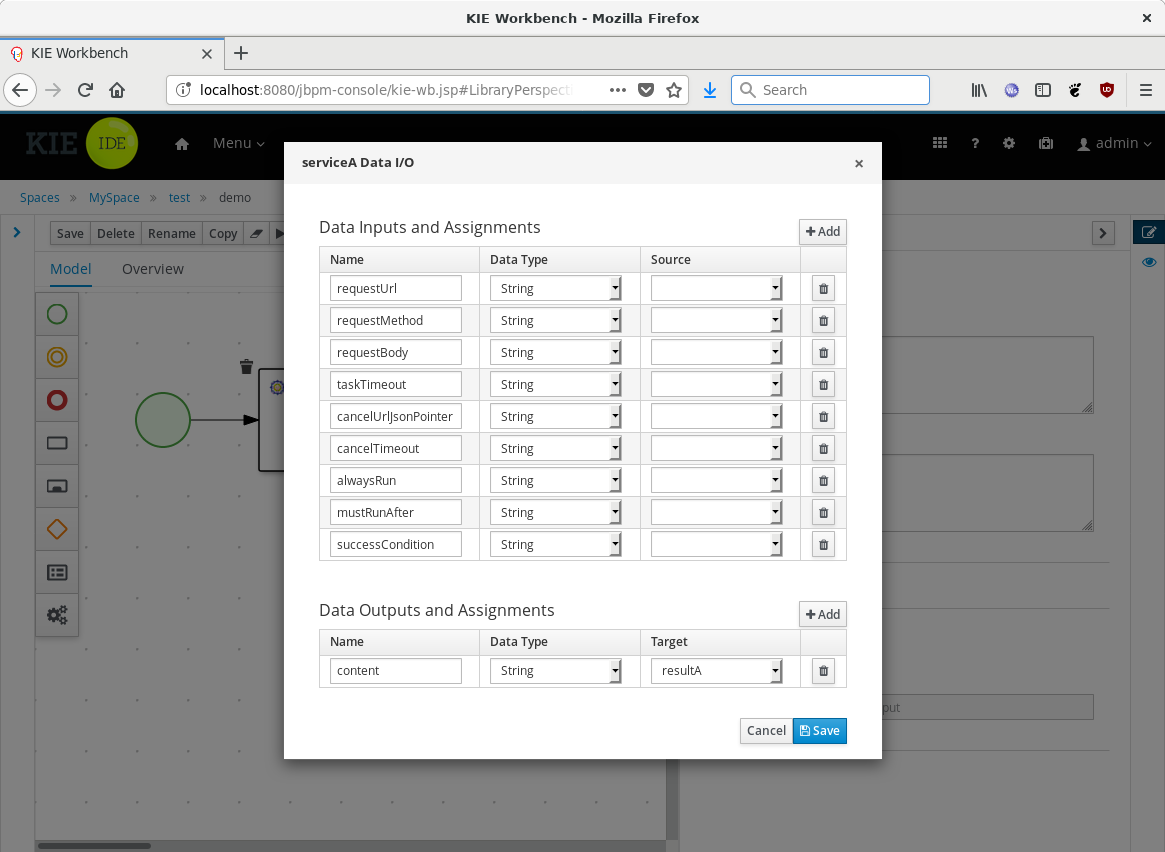 KIE Workbench - Mozilla Firefox
KIE Workbench
localhost:8080/jbpm-console/kie-wb.jsp#LibraryPerspecti
Search
KIE IDE Menu admin
Spaces » MySpace » test » demo
Save Delete Rename Copy
Model Overview
serviceA Data I/O
Data Inputs and Assignments
Add
Name Data Type Source
requestUrl String
requestMethod String
requestBody String
taskTimeout String
cancelUrlJsonPointer String
cancelTimeout String
alwaysRun String
mustRunAfter String
successCondition String
Data Outputs and Assignments
Add
Name Data Type Target
content String resultA
put
Cancel Save